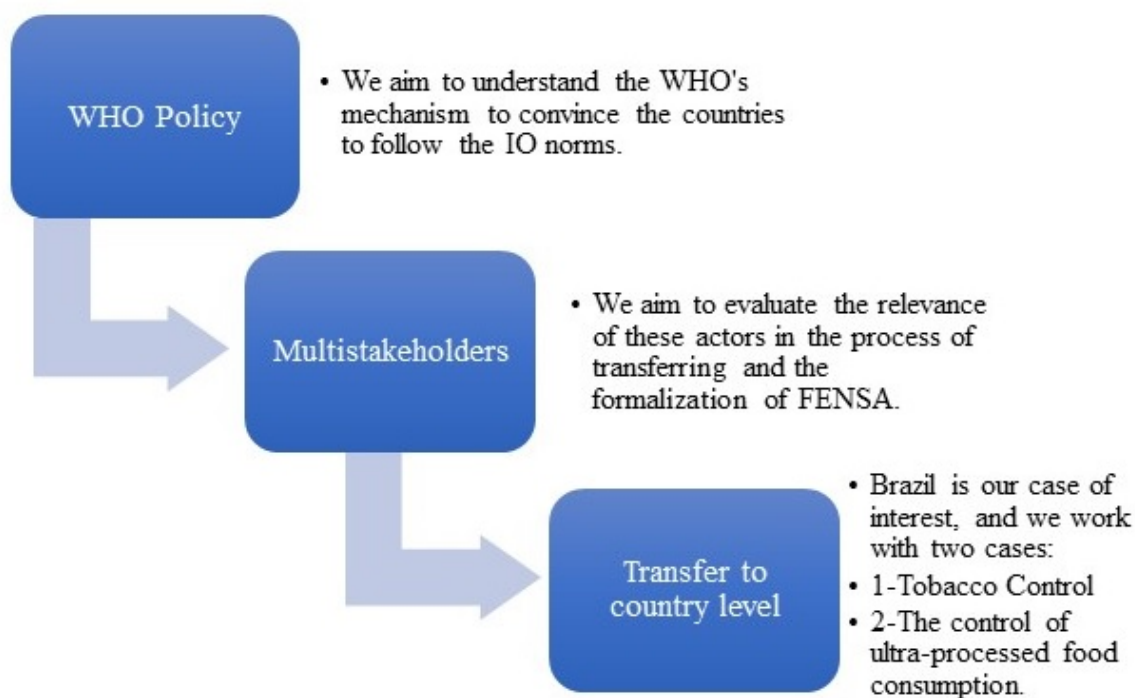 WHO Policy
• We aim to understand the WHO's
mechanism to convince the countries
to follow the IO norms.
Multistakeholders
• We aim to evaluate the relevance
of these actors in the process of
transferring and the
formalization of FENSA.
Transfer to
country level
• Brazil is our case of
interest, and we work
with two cases:
• 1-Tobacco Control
• 2-The control of
ultra-processed food
consumption.